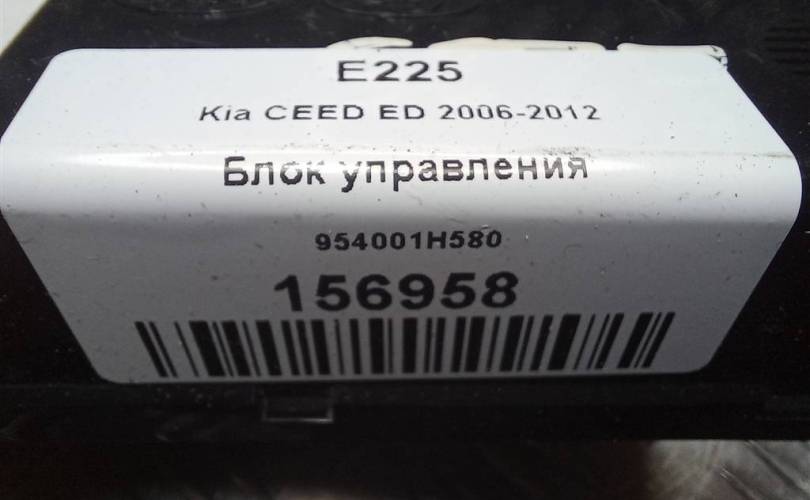 E225
Kia CEED ED 2006-2012
Блок управления
954001H580
156958